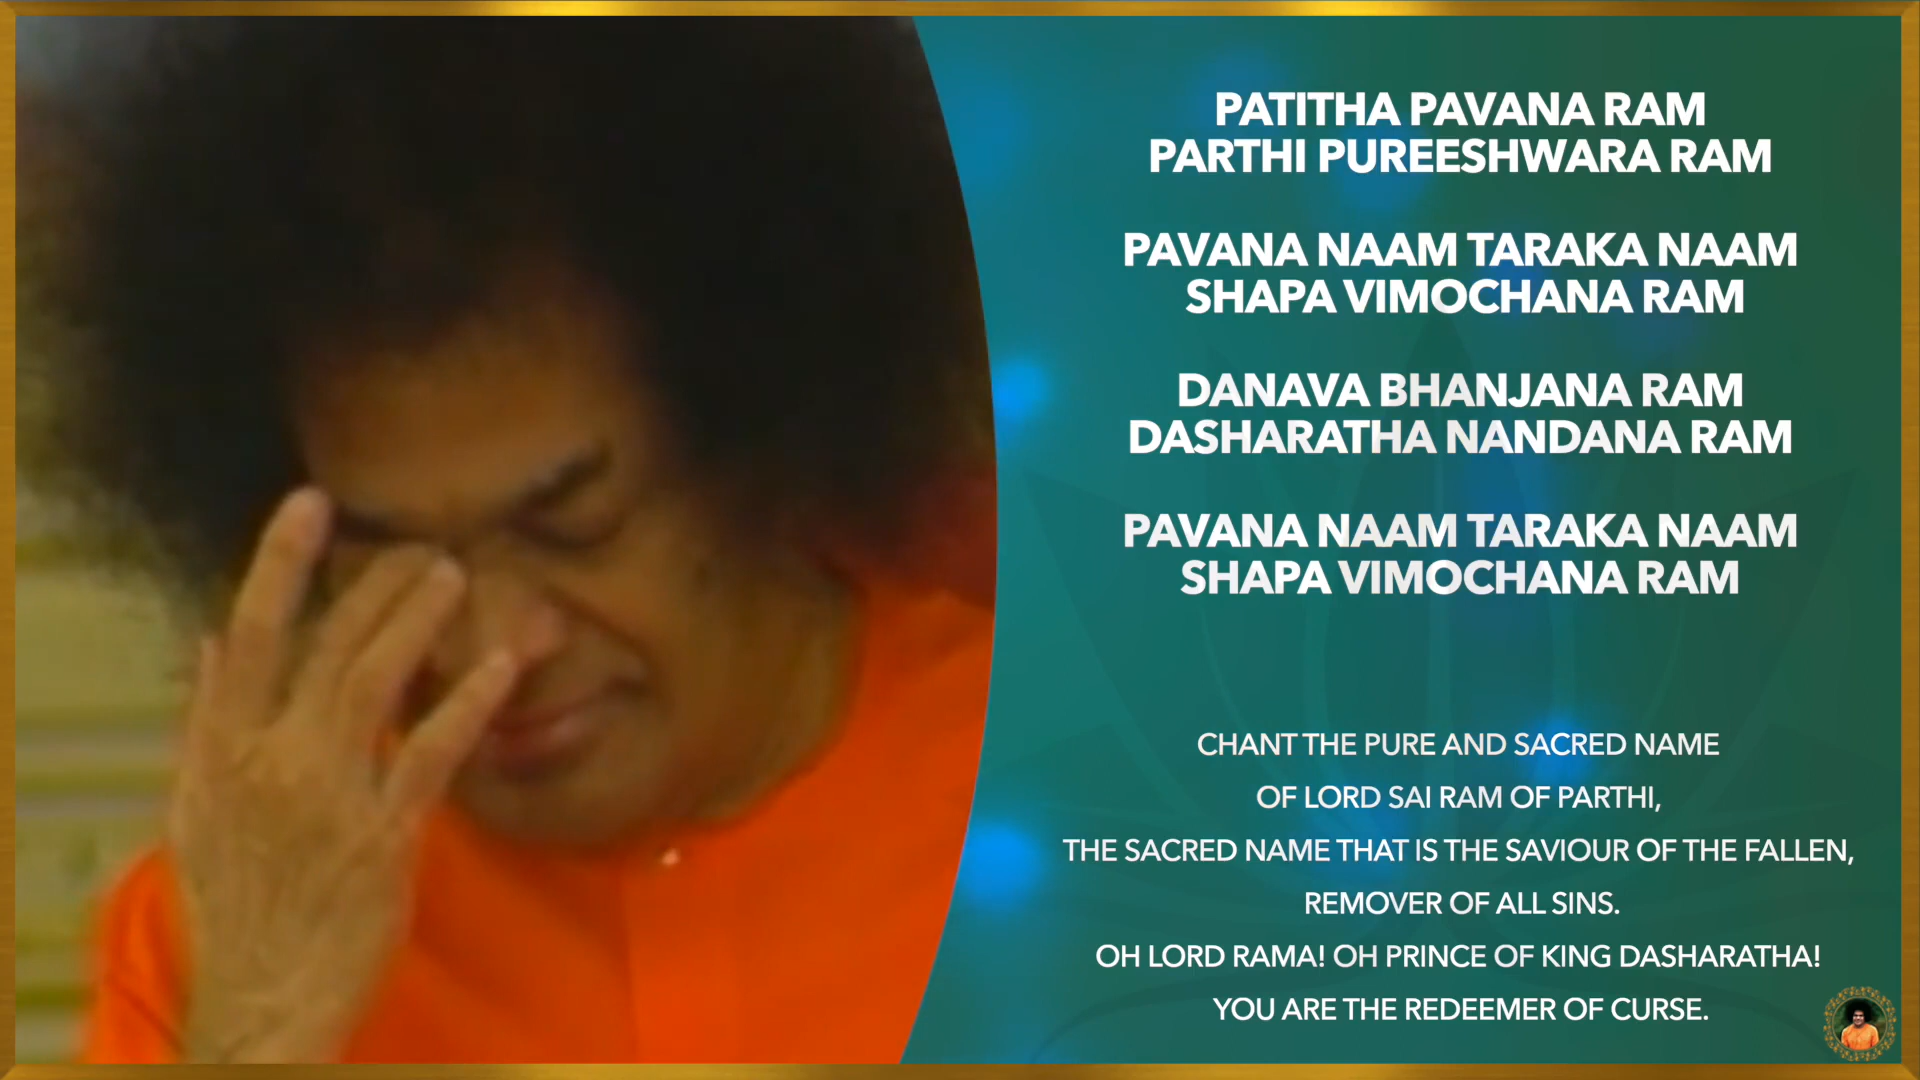 PATITHA PAVANA RAM
PARTHI PUREESHWARA RAM
PAVANA NAAM TARAKA NAAM
SHAPA VIMOCHANA RAM
DANAVA BHANJANA RAM
DASHARATHA NANDANA RAM
PAVANA NAAM TARAKA NAAM
SHAPA VIMOCHANA RAM
CHANT THE PURE AND SACRED NAME
OF LORD SAI RAM OF PARTHI,
THE SACRED NAME THAT IS THE SAVIOUR OF THE FALLEN,
REMOVER OF ALL SINS.
OH LORD RAMA! OH PRINCE OF KING DASHARATHA!
YOU ARE THE REDEEMER OF CURSE.